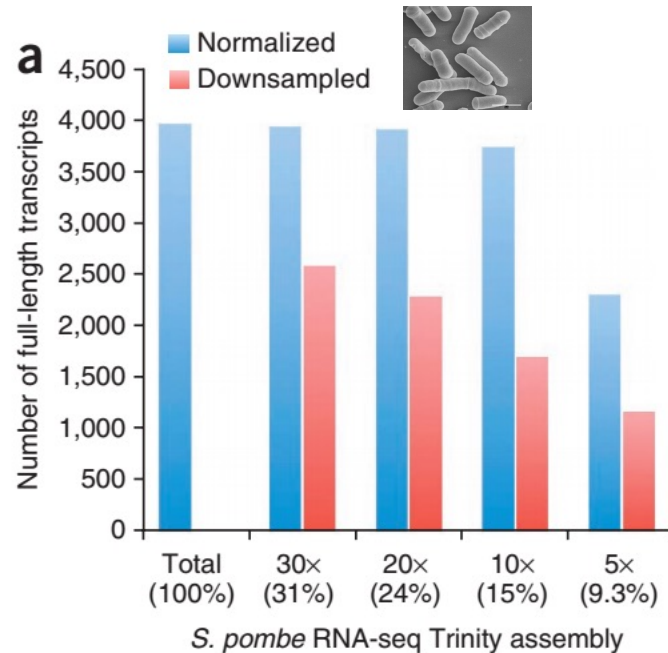 a
Normalized
Downsampled
4,500
4,000
3,500
3,000
2,500
2,000
1,500
1,000
500
0
Number of full-length transcripts
Total 30× 20× 10× 5×
(100%) (31%) (24%) (15%) (9.3%)
S. pombe RNA-seq Trinity assembly